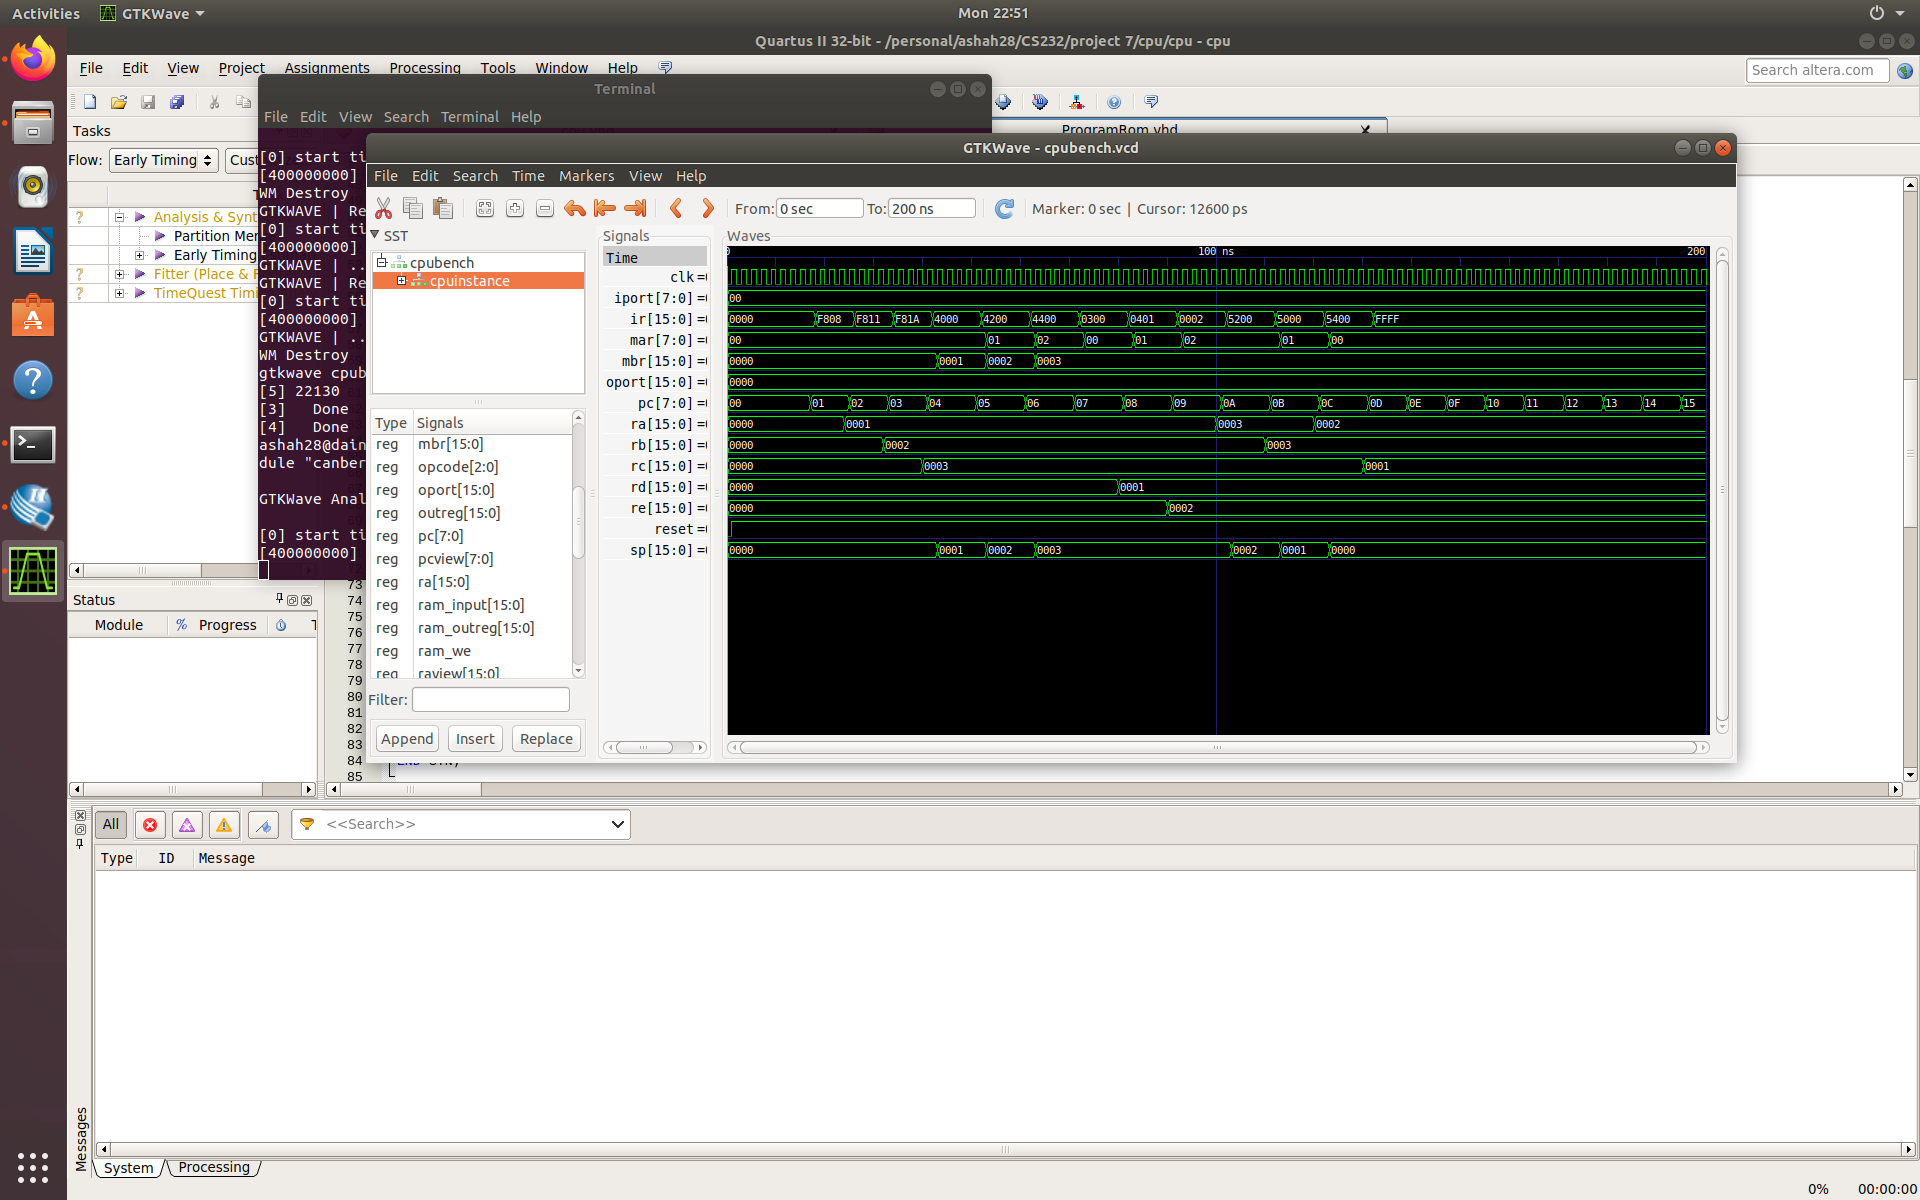 Activities GTKWave Mon 22:51
Quartus II 32-bit - /personal/ashah28/CS232/project 7/cpu/cpu - cpu
File Edit View Project Assignments Processing Tools Window Help
Search altera.com
Tasks
Flow: Early Timing
Analysis & Synt
Partition Mer
Early Timing
Fitter (Place & F
TimeQuest Timi
Status
Module % Progress
Terminal
File Edit View Search Terminal Help
[0] start ti
[400000000]
WM Destroy
GTKWAVE | Re
[0] start ti
[400000000]
GTKWAVE | ..
GTKWAVE | Re
[0] start ti
[400000000]
GTKWAVE | ..
WM Destroy
gtkwave cpub
[5] 22130
[3] Done
[4] Done
ashah28@dain
dule "canber
GTKWave Anal
[0] start ti
[400000000]
ProgramRom.vhd
73
74
75
76
77
78
79
80
81
82
83
84
85
GTKWave - cpubench.vcd
File Edit Search Time Markers View Help
From: 0 sec To: 200 ns Marker: 0 sec | Cursor: 12600 ps
SST
cpubench
cpuinstance
Type Signals
reg mbr[15:0]
reg opcode[2:0]
reg oport[15:0]
reg outreg[15:0]
reg pc[7:0]
reg pcview[7:0]
reg ra[15:0]
reg ram_input[15:0]
reg ram_outreg[15:0]
reg ram_we
reg raview[15:0]
Filter:
Append Insert Replace
Signals Waves
Time 0 100 ns 200
clk =
iport[7:0] = 00
ir[15:0] = 0000 F808 F811 F81A 4000 4200 4400 0300 0401 0002 5200 5000 5400 FFFF
mar[7:0] = 00 01 02 00 01 02 01 00
mbr[15:0] = 0000 0001 0002 0003
oport[15:0] = 0000
pc[7:0] = 00 01 02 03 04 05 06 07 08 09 0A 0B 0C 0D 0E 0F 10 11 12 13 14 15
ra[15:0] = 0000 0001 0003 0002
rb[15:0] = 0000 0002 0003
rc[15:0] = 0000 0003 0001
rd[15:0] = 0000 0001
re[15:0] = 0000 0002
reset =
sp[15:0] = 0000 0001 0002 0003 0002 0001 0000
All <<Search>>
Type ID Message
Messages
System Processing
0% 00:00:00